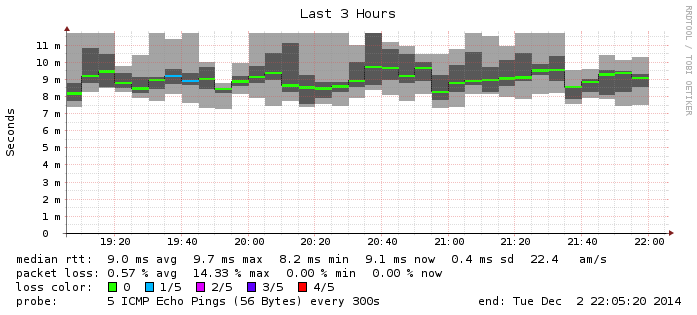 Last 3 Hours
RRDTOOL / TOBI OETIKER
Seconds
11 m
10 m
9 m
8 m
7 m
6 m
5 m
4 m
3 m
2 m
1 m
0
19:20 19:40 20:00 20:20 20:40 21:00 21:20 21:40 22:00
median rtt: 9.0 ms avg 9.7 ms max 8.2 ms min 9.1 ms now 0.4 ms sd 22.4 am/s
packet loss: 0.57 % avg 14.33 % max 0.00 % min 0.00 % now
loss color: 0 1/5 2/5 3/5 4/5
probe: 5 ICMP Echo Pings (56 Bytes) every 300s end: Tue Dec 2 22:05:20 2014